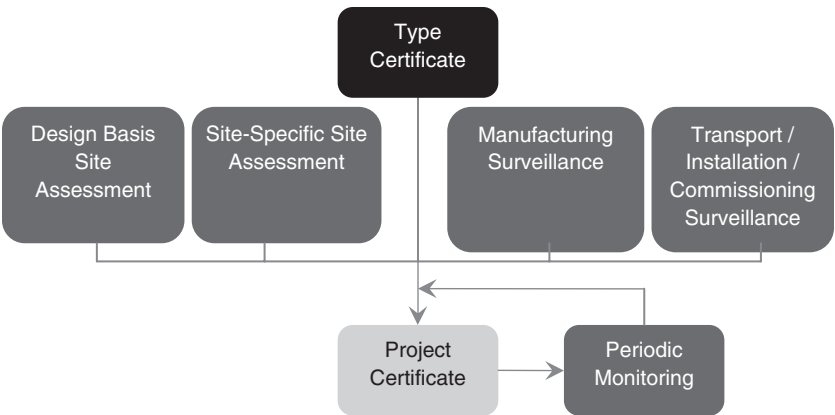 Type
Certificate
Design Basis
Site
Assessment
Site-Specific Site
Assessment
Manufacturing
Surveillance
Transport /
Installation /
Commissioning
Surveillance
Project
Certificate
Periodic
Monitoring